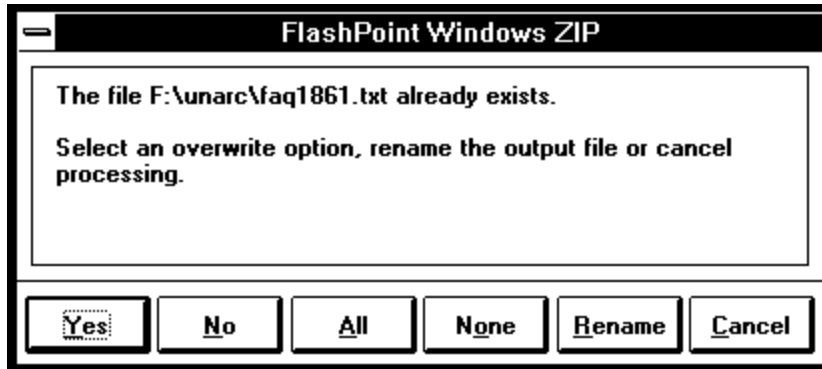 FlashPoint Windows ZIP
The file F:\unarc\faq1861.txt already exists.
Select an overwrite option, rename the output file or cancel
processing.
Yes No All None Rename Cancel